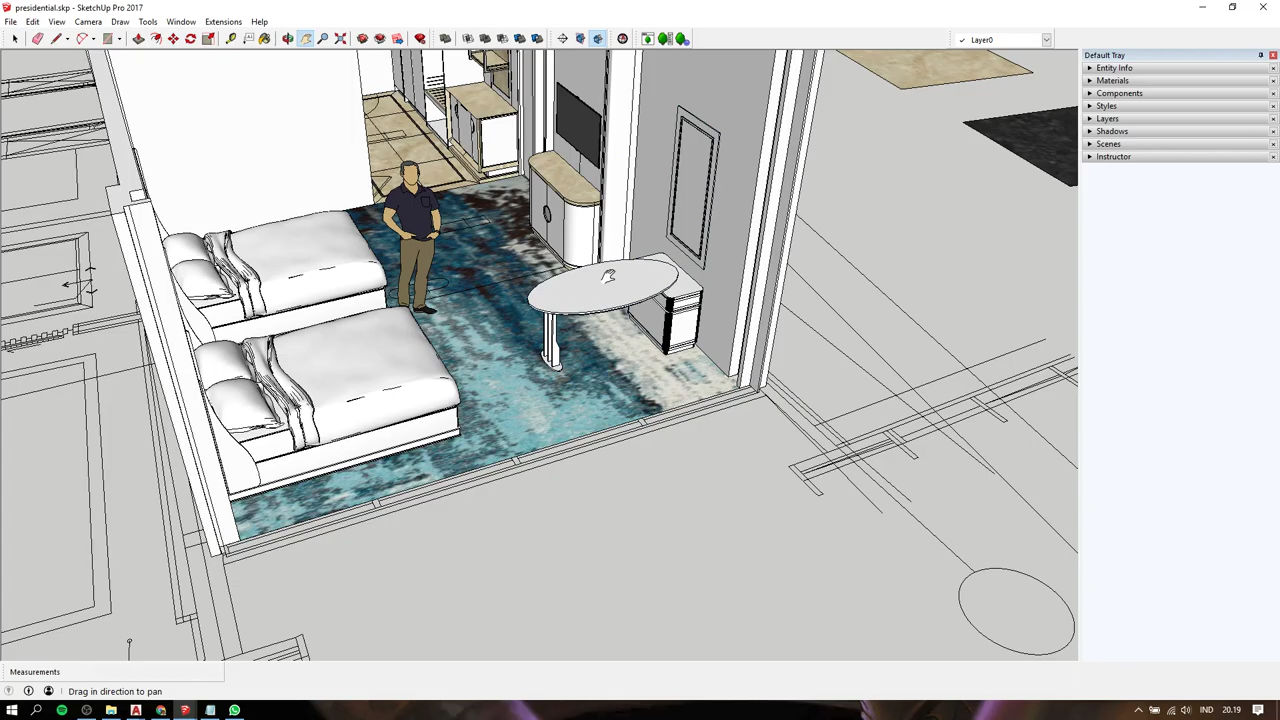 presidential.skp - SketchUp Pro 2017
File Edit View Camera Draw Tools Window Extensions Help
Layer0
Default Tray
Entity Info
Materials
Components
Styles
Layers
Shadows
Scenes
Instructor
Measurements
Drag in direction to pan
IND 20.19